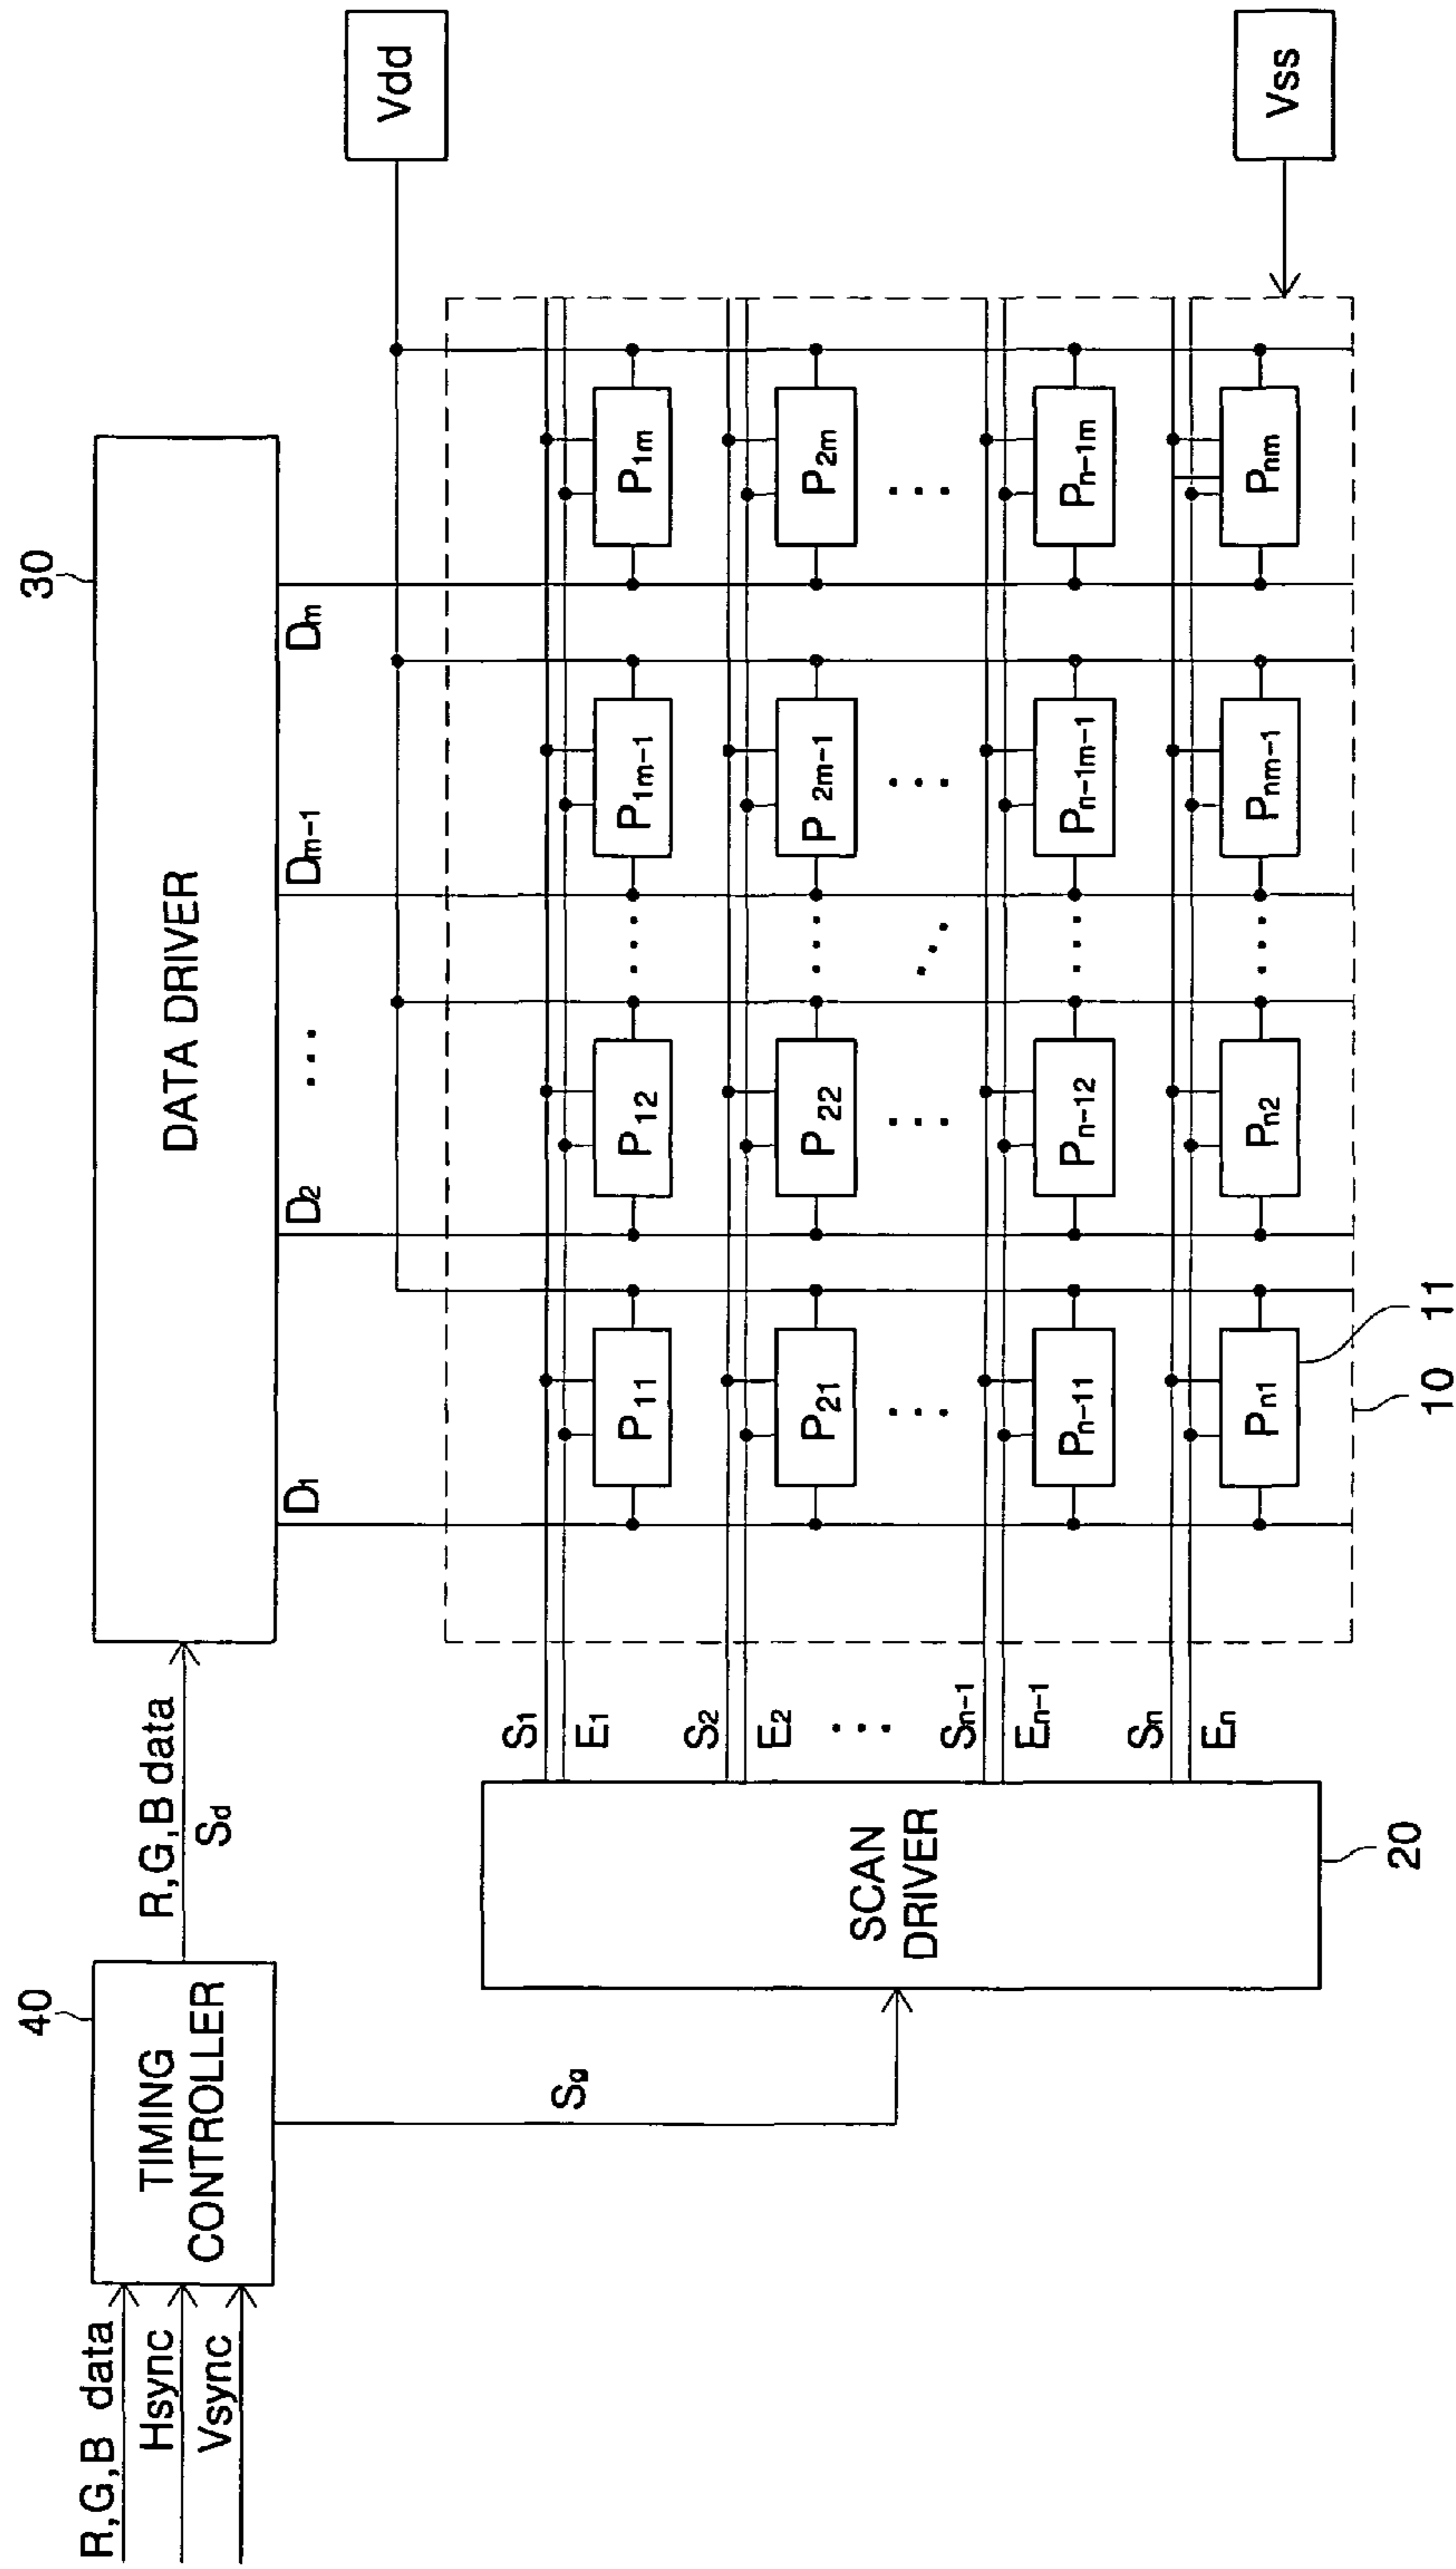 30
40
R,G,B data
Hsync
Vsync
TIMING
CONTROLLER
R,G,B data
Sd
DATA DRIVER
Vdd
Sg
D1
D2
...
Dm-1
Dm
SCAN
DRIVER
20
S1
E1
P11
P12
...
P1m-1
P1m
S2
E2
P21
P22
...
P2m-1
P2m
...
Sn-1
En-1
Pn-11
Pn-12
...
Pn-1m-1
Pn-1m
Sn
En
Pn1
Pn2
...
Pnm-1
Pnm
Vss
10
11